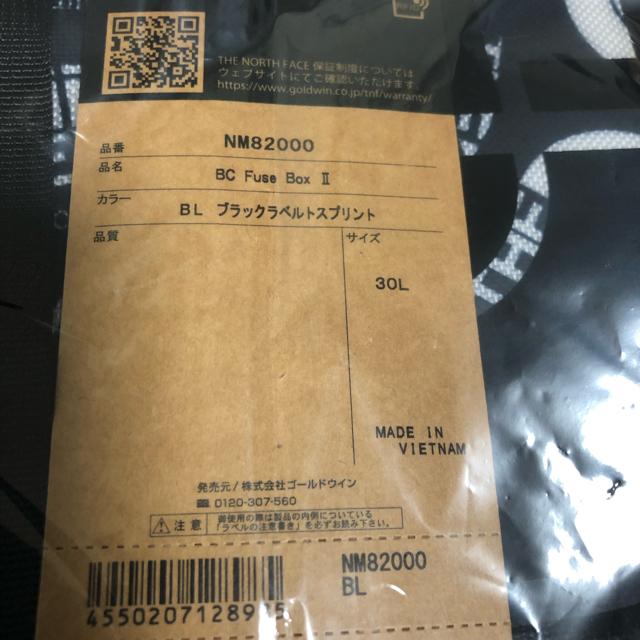 THE NORTH FACE 保証制度については
ウェブサイトにてご確認いただけます
https://www.goldwin.co.jp/tnf/warranty/
品番 NM82000
品名 BC Fuse Box Ⅱ
カラー BL ブラックラベルトスプリント
品質 サイズ
30L
MADE IN
VIETNAM
発売元/株式会社ゴールドウイン
0120-307-560
注意 御使用の際は製品の内側についている
「ラベルの注意書き」を必ずお読み下さい。
NM82000
BL